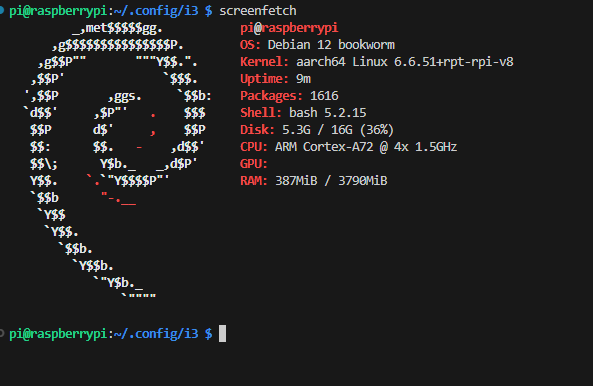 pi@raspberrypi:~/.config/i3 $ screenfetch
         _,met$$$$$gg.           pi@raspberrypi
      ,g$$$$$$$$$$$$$$$P.        OS: Debian 12 bookworm
    ,g$$P""       """Y$$.".      Kernel: aarch64 Linux 6.6.51+rpt-rpi-v8
   ,$$P'              `$$$.      Uptime: 9m
  ',$$P       ,ggs.     `$$b:    Packages: 1616
  `d$$'     ,$P"'   .    $$$     Shell: bash 5.2.15
   $$P      d$'     ,    $$P     Disk: 5.3G / 16G (36%)
   $$:      $$.   -    ,d$$'     CPU: ARM Cortex-A72 @ 4x 1.5GHz
   $$\;      Y$b._   _,d$P'      GPU:
   Y$$.    `.`"Y$$$$P"'          RAM: 387MiB / 3790MiB
   `$$b      "-.__
    `Y$$
     `Y$$.
       `$$b.
         `Y$$b.
            `"Y$b._
                `""""
pi@raspberrypi:~/.config/i3 $